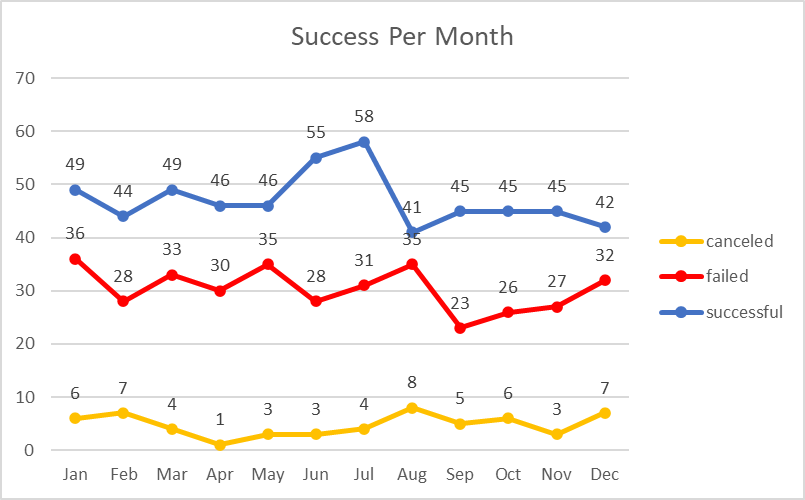 Success Per Month
70
60
50
40
30
20
10
0
49 44 49 46 46 55 58 41 45 45 45 42
36 28 33 30 35 28 31 35 23 26 27 32
6 7 4 1 3 3 4 8 5 6 3 7
Jan Feb Mar Apr May Jun Jul Aug Sep Oct Nov Dec
canceled
failed
successful